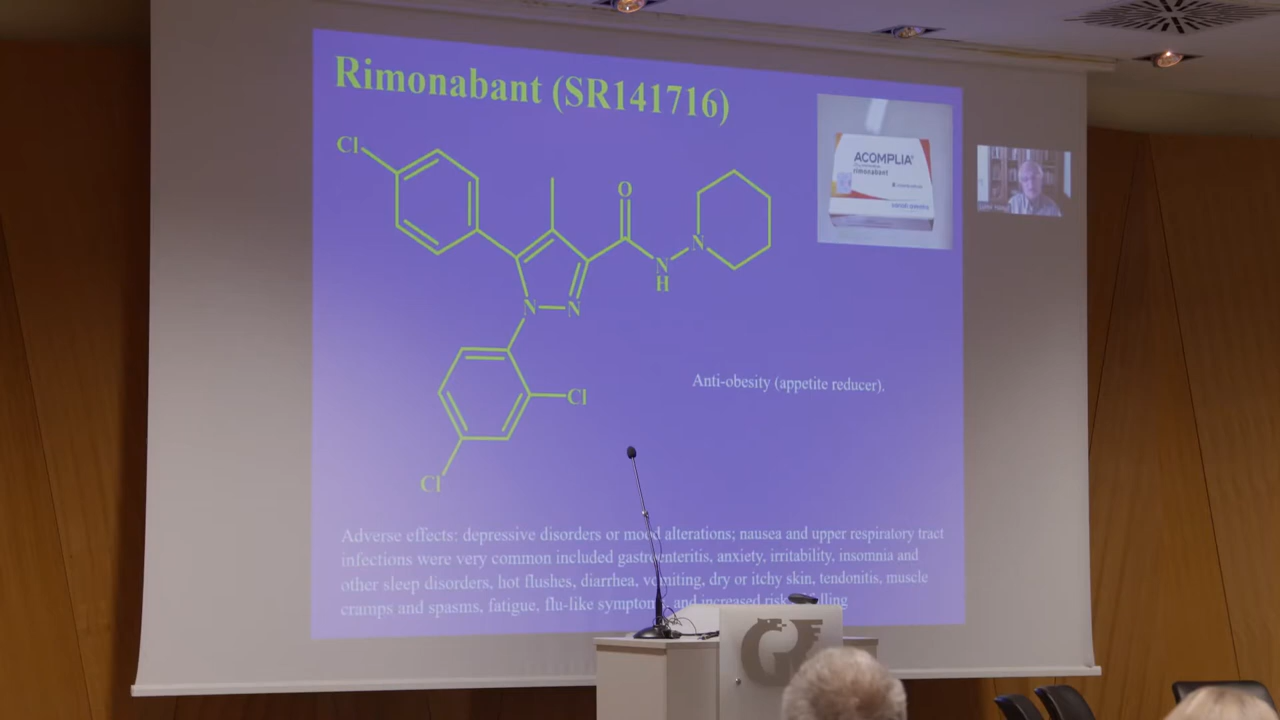 Rimonabant (SR141716)
ACOMPLIA®
rimonabant
Cl
O
N
N
H
N
N
Cl
Cl
Anti-obesity (appetite reducer).
Adverse effects: depressive disorders or mood alterations; nausea and upper respiratory tract
infections were very common included gastroenteritis, anxiety, irritability, insomnia and
other sleep disorders, hot flushes, diarrhea, vomiting, dry or itchy skin, tendonitis, muscle
cramps and spasms, fatigue, flu-like symptoms, and increased risk falling